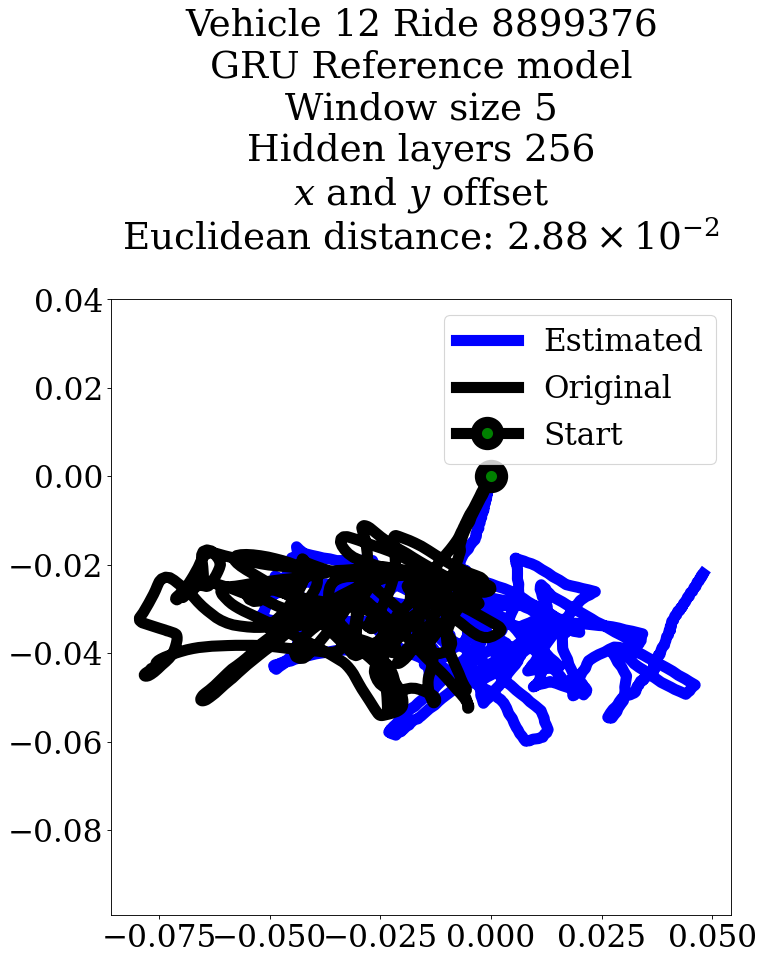 Vehicle 12 Ride 8899376
GRU Reference model
Window size 5
Hidden layers 256
x and y offset
Euclidean distance: 2.88 × 10⁻²
Estimated
Original
Start
0.04
0.02
0.00
−0.02
−0.04
−0.06
−0.08
−0.075 −0.050 −0.025 0.000 0.025 0.050